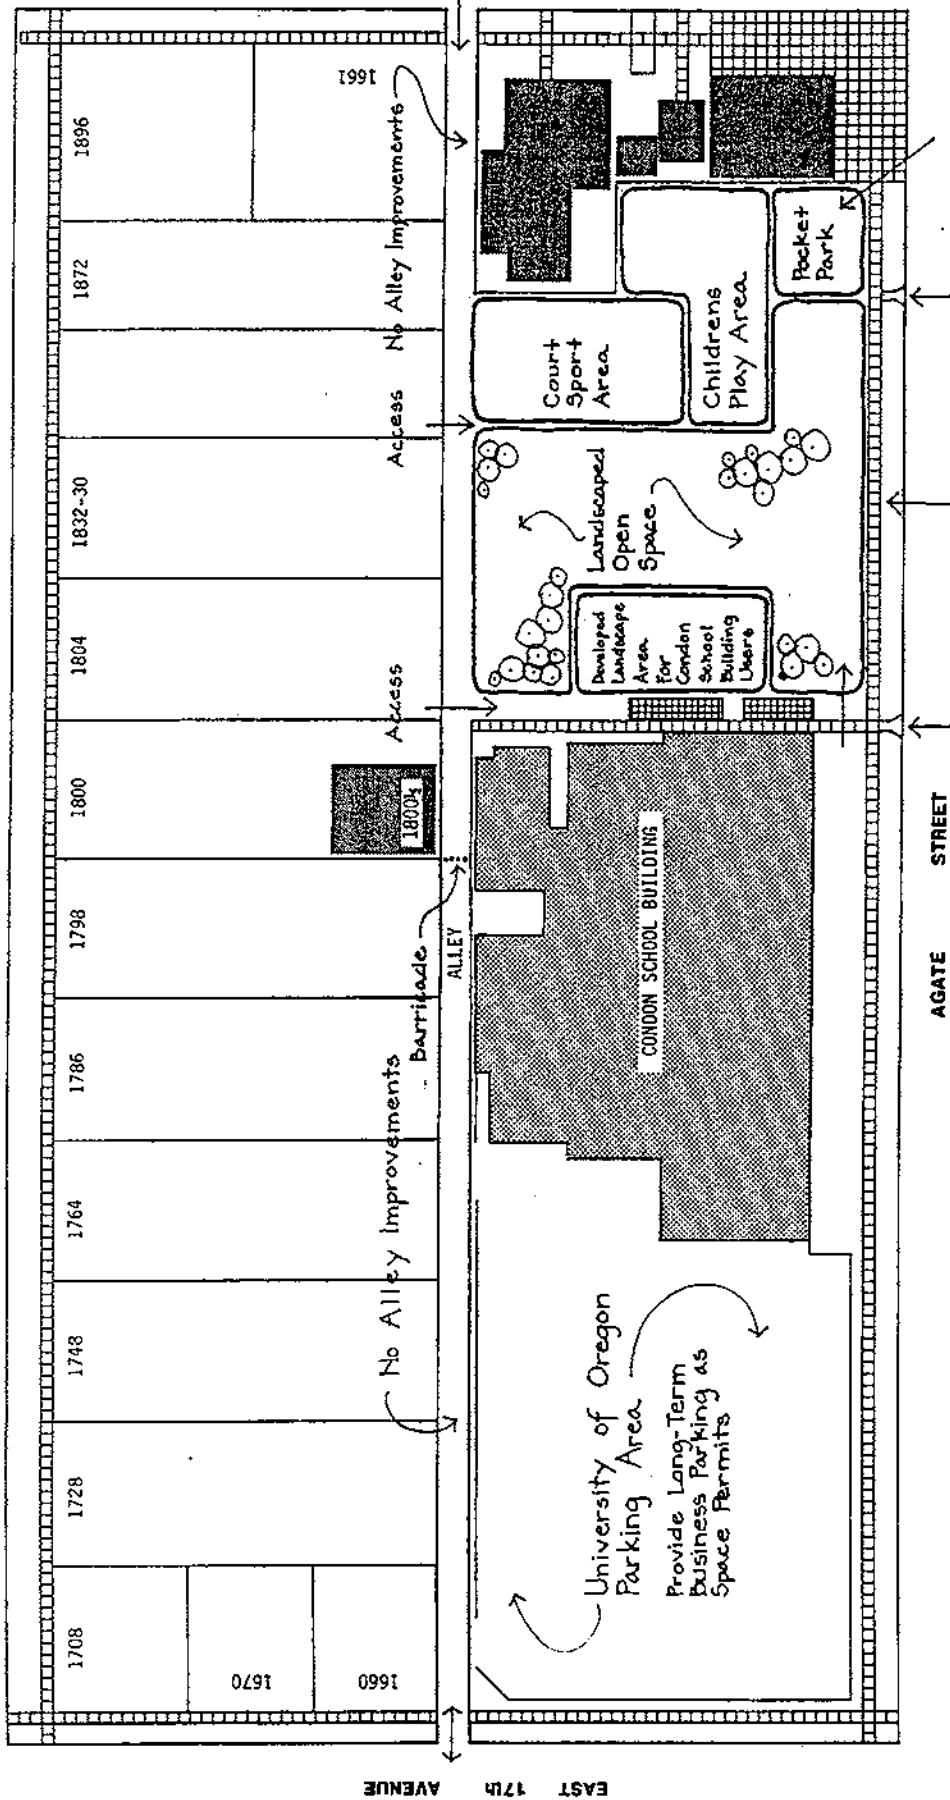 1708
1728
1748
1764
1786
1798
1800
1804
1832-30
1872
1896
1670
1660
1661
1800½
No Alley Improvements
Barricade
Access
Access
No Alley Improvements
ALLEY
CONDON SCHOOL BUILDING
University of Oregon
Parking Area
Provide Long-Term
Business Parking as
Space Permits
Developed
Landscape
Area
For
Condon
School
Building
Users
Landscaped
Open
Space
Court
Sport
Area
Childrens
Play Area
Pocket
Park
EAST 17th AVENUE
AGATE STREET